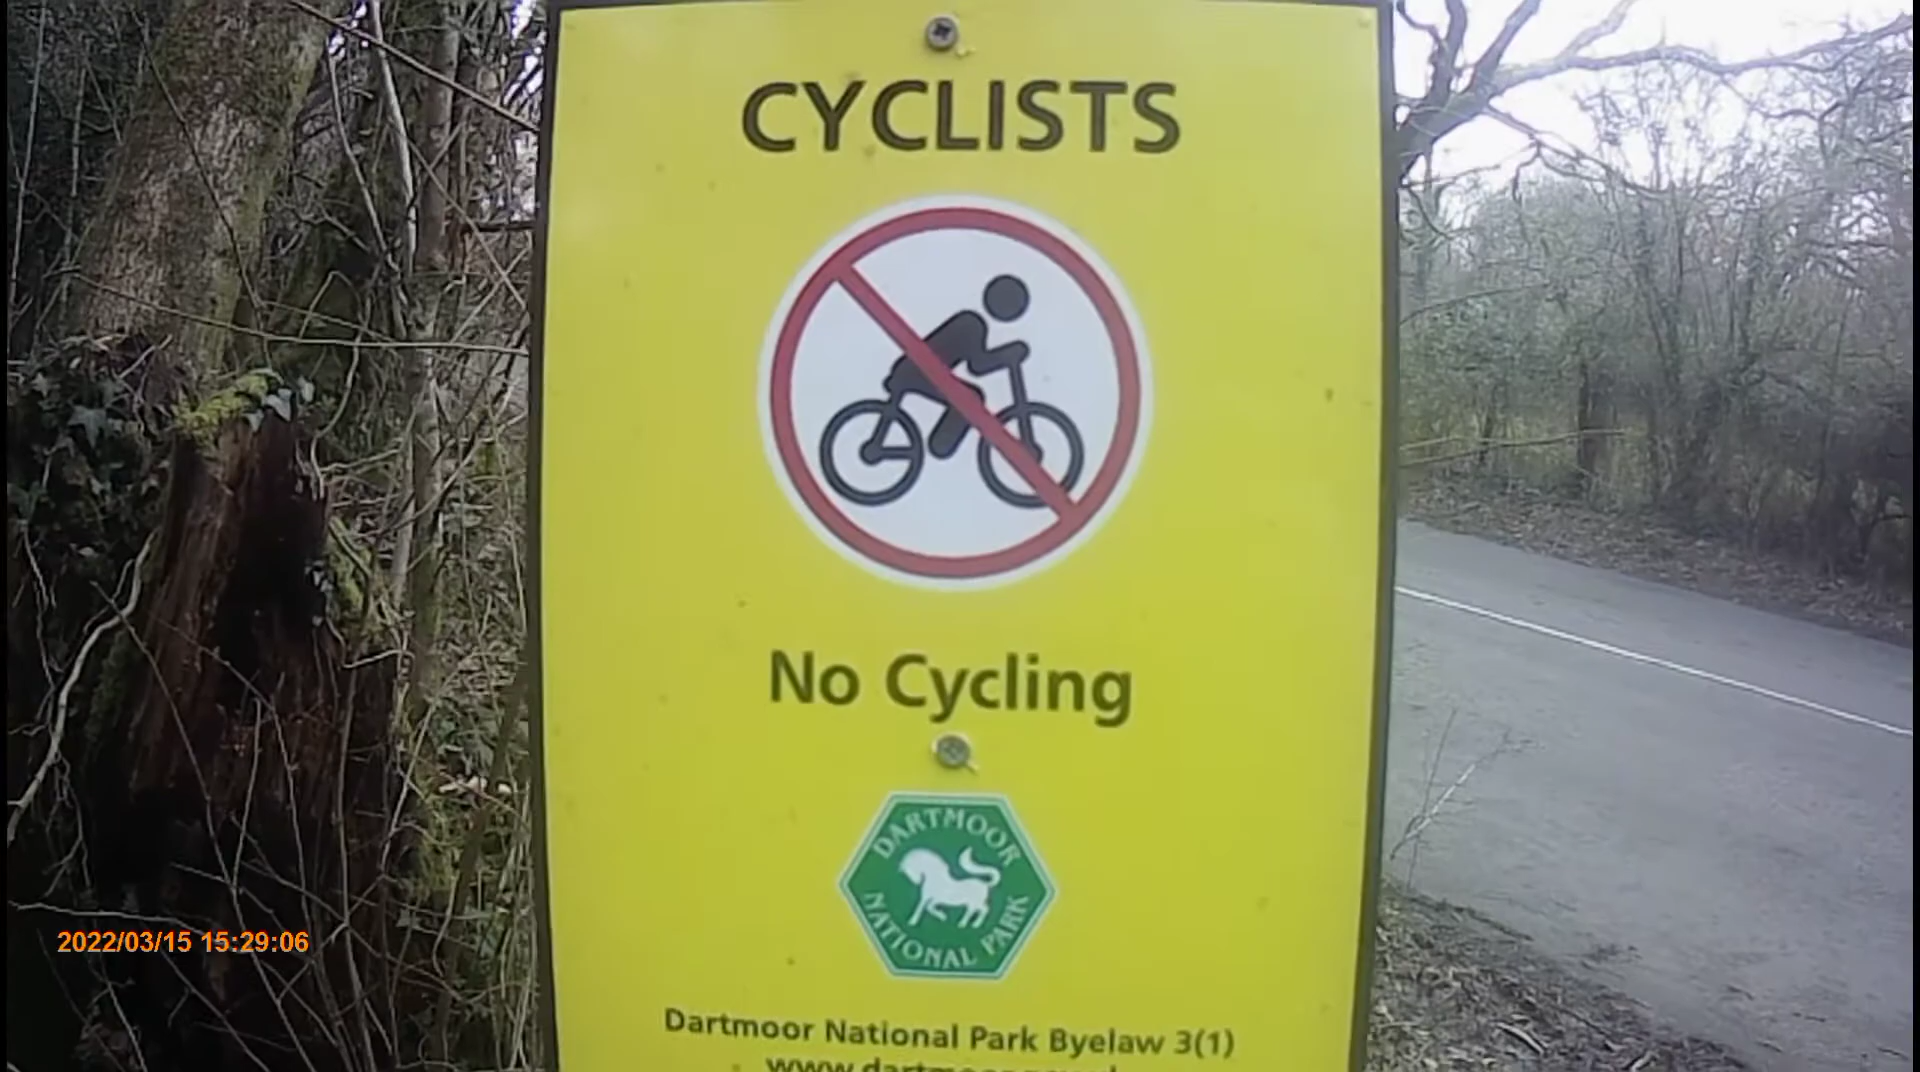 CYCLISTS
No Cycling
DARTMOOR
NATIONAL PARK
2022/03/15 15:29:06
Dartmoor National Park Byelaw 3(1)